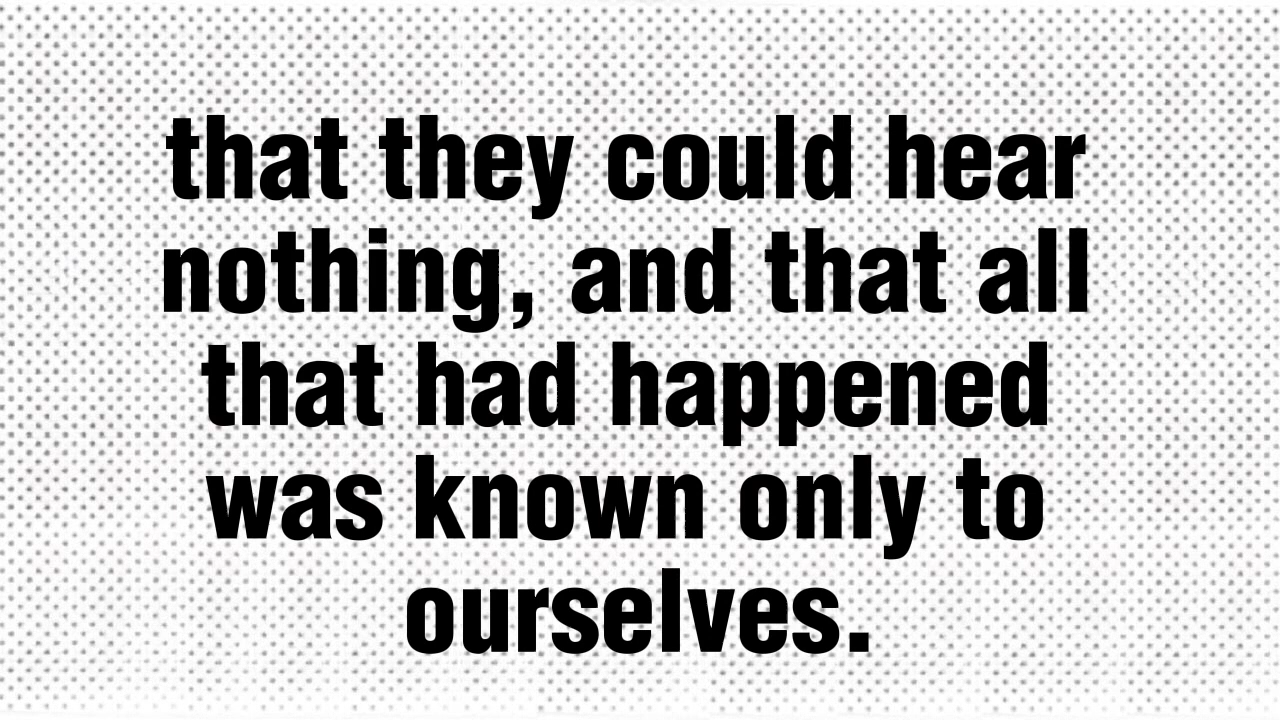 that they could hear
nothing, and that all
that had happened
was known only to
ourselves.